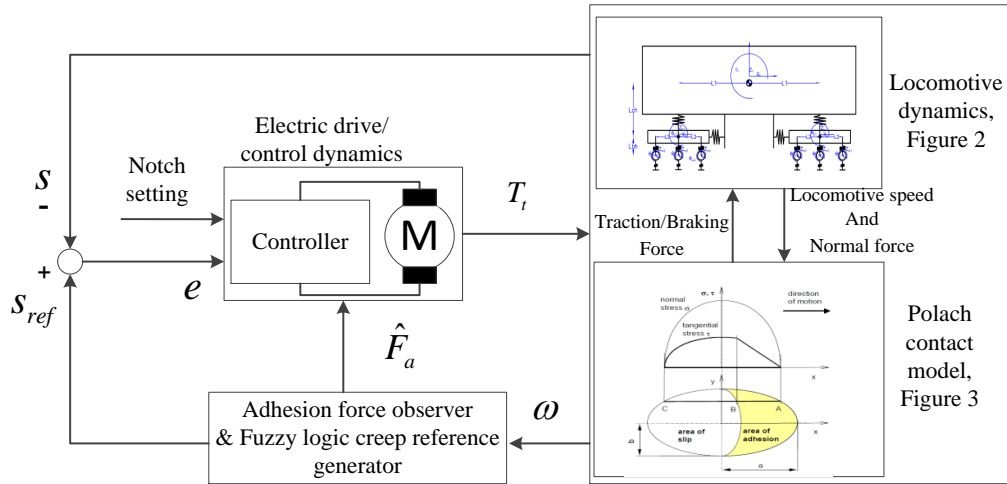 Locomotive
dynamics,
Figure 2
Electric drive/
control dynamics
Notch
setting
S
-
+
S_ref
e
Controller
M
T_t
Traction/Braking
Force
Locomotive speed
And
Normal force
F̂_a
ω
Adhesion force observer
& Fuzzy logic creep reference
generator
Polach
contact
model,
Figure 3
σ, τ
normal
stress σ
direction
of motion
tangential
stress τ
x
y
C
B
A
x
area of
slip
area of
adhesion
b
a
L1
L1